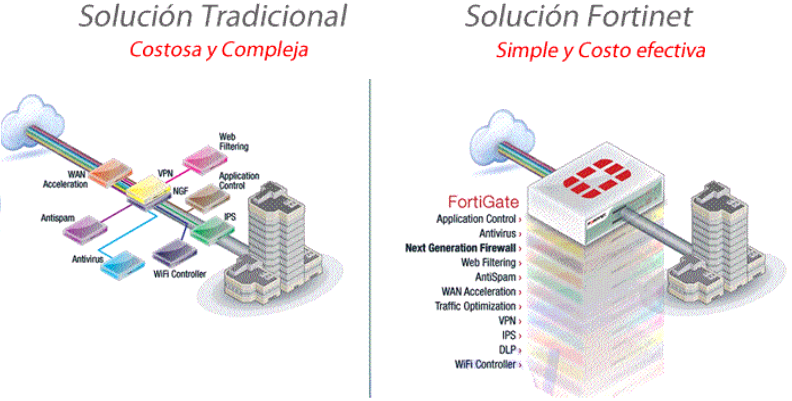 Solución Tradicional
Costosa y Compleja
Web
Filtering
WAN
Acceleration
VPN
NGF
Application
Control
Antispam
IPS
Antivirus
WiFi Controller
Solución Fortinet
Simple y Costo efectiva
FortiGate
Application Control ›
Antivirus ›
Next Generation Firewall ›
Web Filtering ›
AntiSpam ›
WAN Acceleration ›
Traffic Optimization ›
VPN ›
IPS ›
DLP ›
WiFi Controller ›